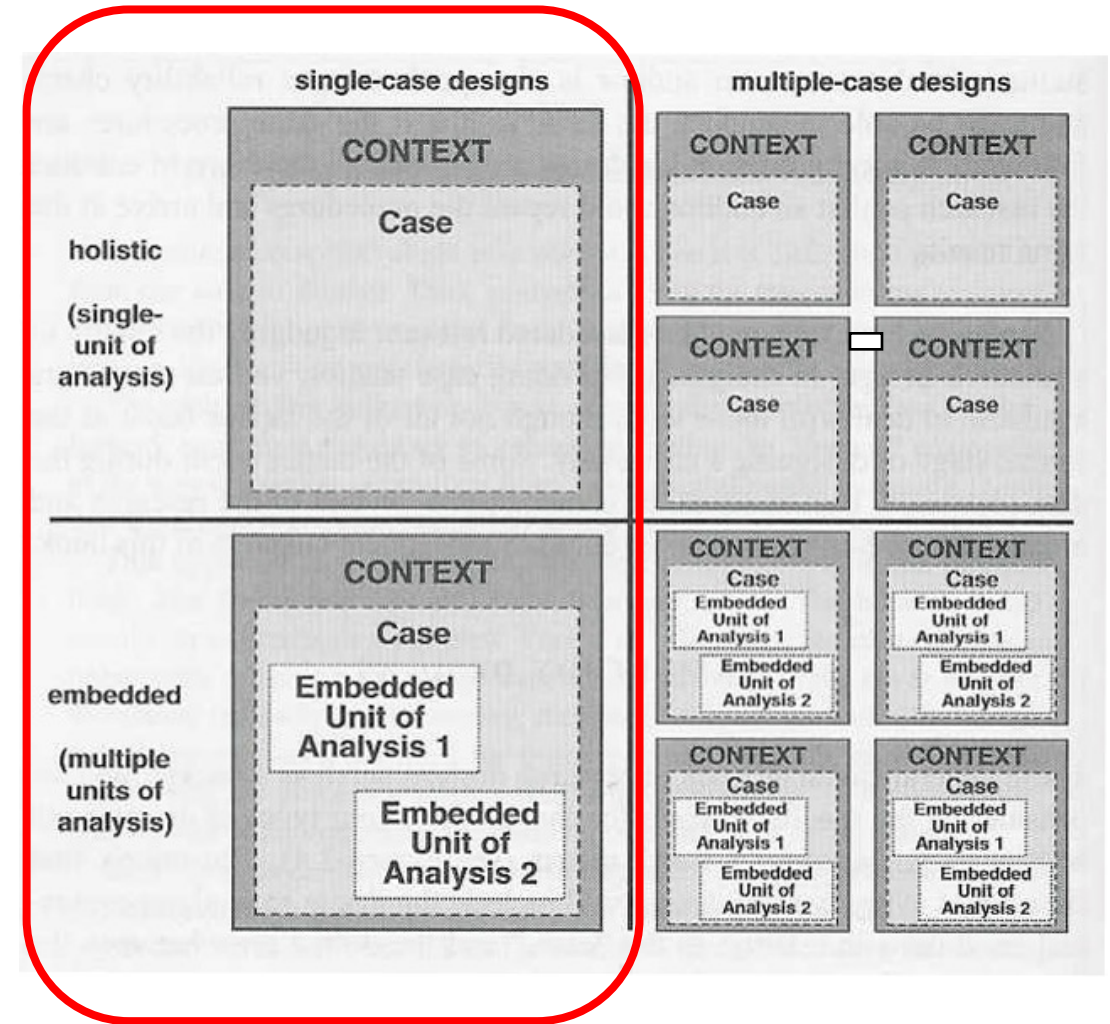 single-case designs
multiple-case designs
holistic
(single-
unit of
analysis)
CONTEXT
Case
CONTEXT
Case
CONTEXT
Case
CONTEXT
Case
CONTEXT
Case
embedded
(multiple
units of
analysis)
CONTEXT
Case
Embedded
Unit of
Analysis 1
Embedded
Unit of
Analysis 2
CONTEXT
Case
Embedded
Unit of
Analysis 1
Embedded
Unit of
Analysis 2
CONTEXT
Case
Embedded
Unit of
Analysis 1
Embedded
Unit of
Analysis 2
CONTEXT
Case
Embedded
Unit of
Analysis 1
Embedded
Unit of
Analysis 2
CONTEXT
Case
Embedded
Unit of
Analysis 1
Embedded
Unit of
Analysis 2